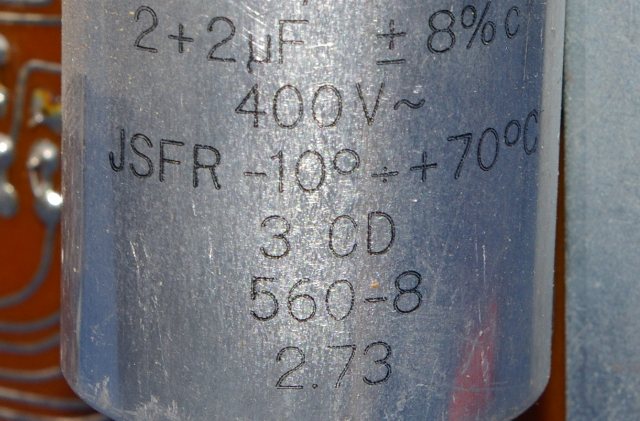 2+2µF ± 8% c
400V~
JSFR -10° ÷ +70°C
3 CD
560-8
2.73